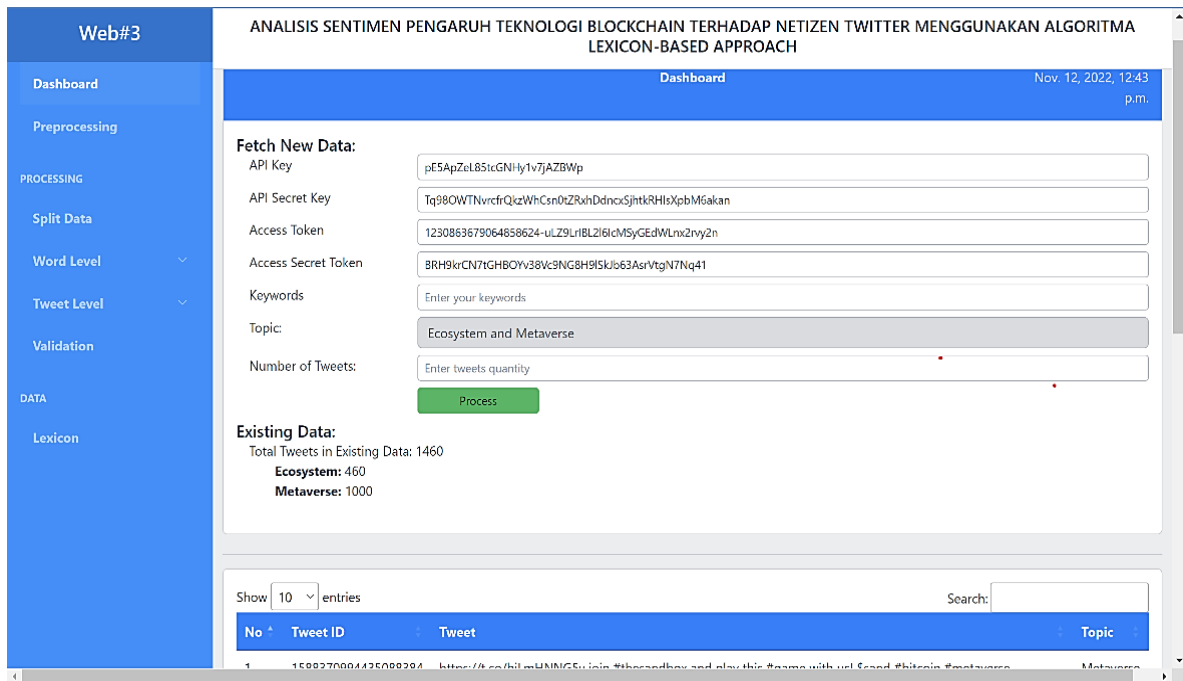 Web#3
ANALISIS SENTIMEN PENGARUH TEKNOLOGI BLOCKCHAIN TERHADAP NETIZEN TWITTER MENGGUNAKAN ALGORITMA
LEXICON-BASED APPROACH
Dashboard
Preprocessing
PROCESSING
Split Data
Word Level
Tweet Level
Validation
DATA
Lexicon
Dashboard
Nov. 12, 2022, 12:43
p.m.
Fetch New Data:
API Key pE5ApZeL85tcGNHy1v7jAZBWp
API Secret Key
Access Token
Access Secret Token
Keywords Enter your keywords
Topic: Ecosystem and Metaverse
Number of Tweets: Enter tweets quantity
Process
Existing Data:
Total Tweets in Existing Data: 1460
Ecosystem: 460
Metaverse: 1000
Show 10 entries
Search:
No Tweet ID Tweet Topic